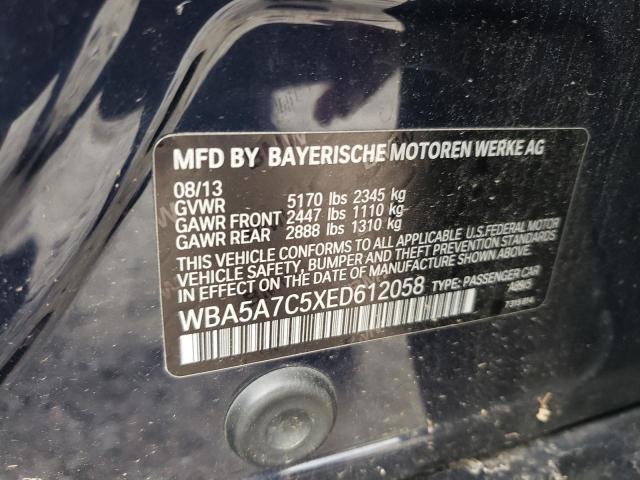 MFD BY BAYERISCHE MOTOREN WERKE AG
08/13
GVWR 5170 lbs 2345 kg
GAWR FRONT 2447 lbs 1110 kg
GAWR REAR 2888 lbs 1310 kg
THIS VEHICLE CONFORMS TO ALL APPLICABLE U.S.FEDERAL MOTOR
VEHICLE SAFETY, BUMPER AND THEFT PREVENTION STANDARDS
IN EFFECT ON THE DATE OF MANUFACTURE SHOWN ABOVE.
WBA5A7C5XED612058 TYPE: PASSENGER CAR